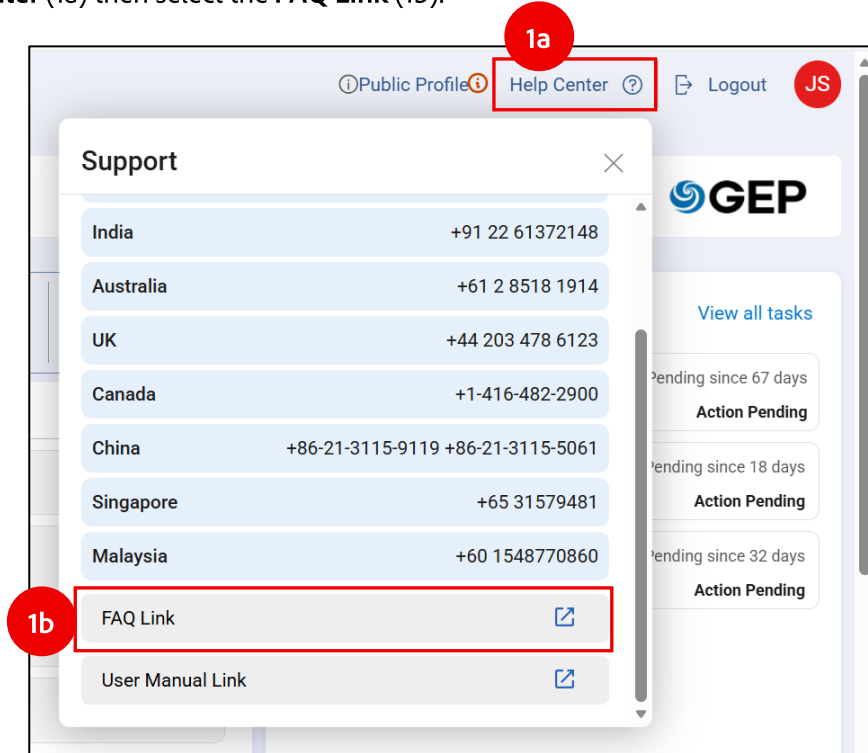 (1a) then select the FAQ Link (1b).
1a
Public Profile Help Center Logout JS
Support
GEP
India +91 22 61372148
Australia +61 2 8518 1914
View all tasks
UK +44 203 478 6123
Pending since 67 days
Canada +1-416-482-2900
Action Pending
China +86-21-3115-9119 +86-21-3115-5061
Pending since 18 days
Singapore +65 31579481
Action Pending
Malaysia +60 1548770860
Pending since 32 days
Action Pending
1b
FAQ Link
User Manual Link